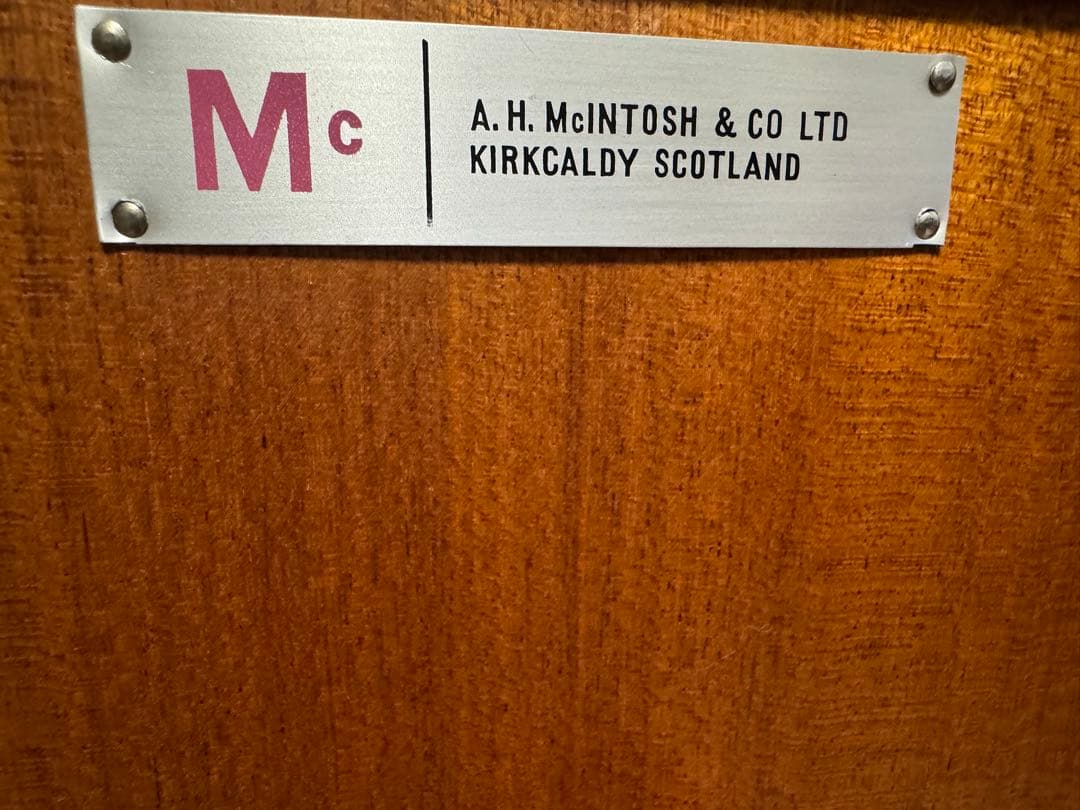 Mc
A.H. McINTOSH & CO LTD
KIRKCALDY SCOTLAND